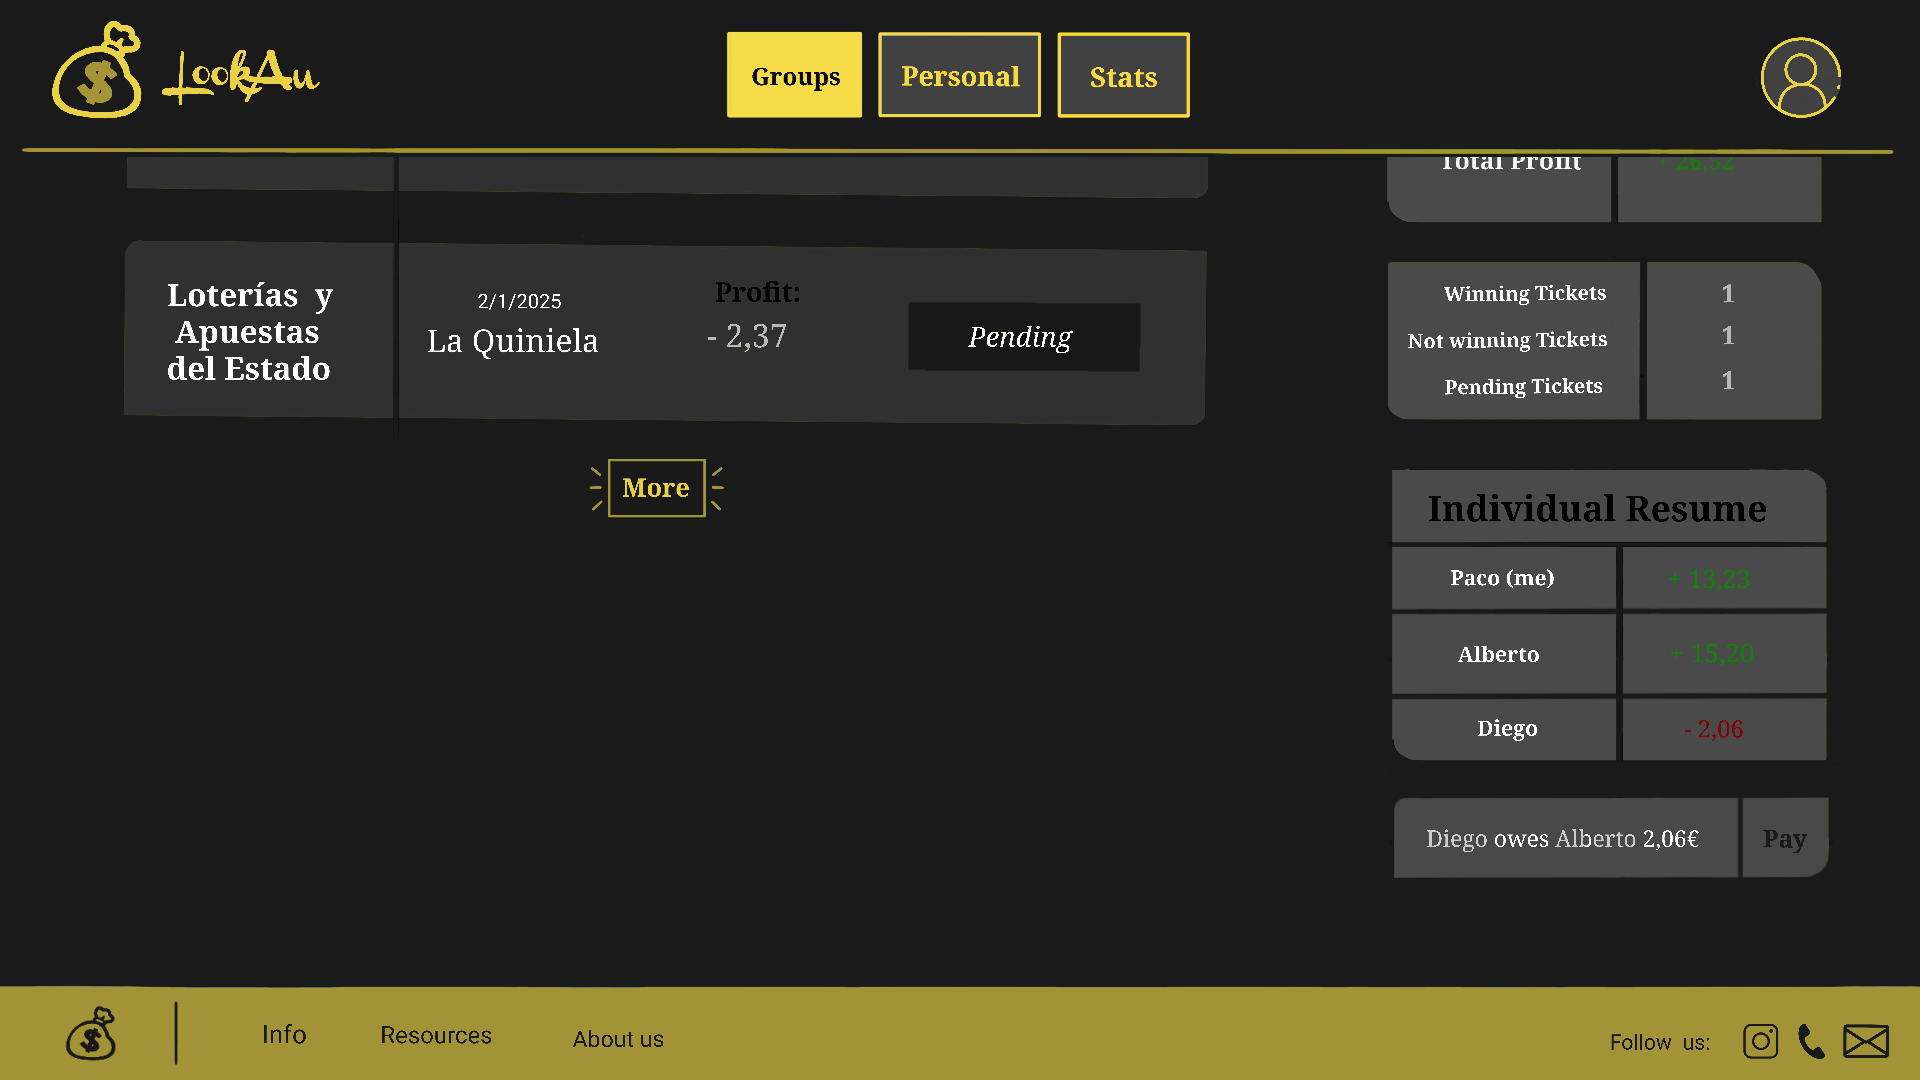 LookAu
Groups
Personal
Stats
Total Profit
26,52
Loterías y
Apuestas
del Estado
2/1/2025
La Quiniela
Profit:
- 2,37
Pending
More
Winning Tickets
1
Not winning Tickets
1
Pending Tickets
1
Individual Resume
Paco (me)
+ 13,23
Alberto
+ 15,20
Diego
- 2,06
Diego owes Alberto 2,06€
Pay
Info
Resources
About us
Follow us: